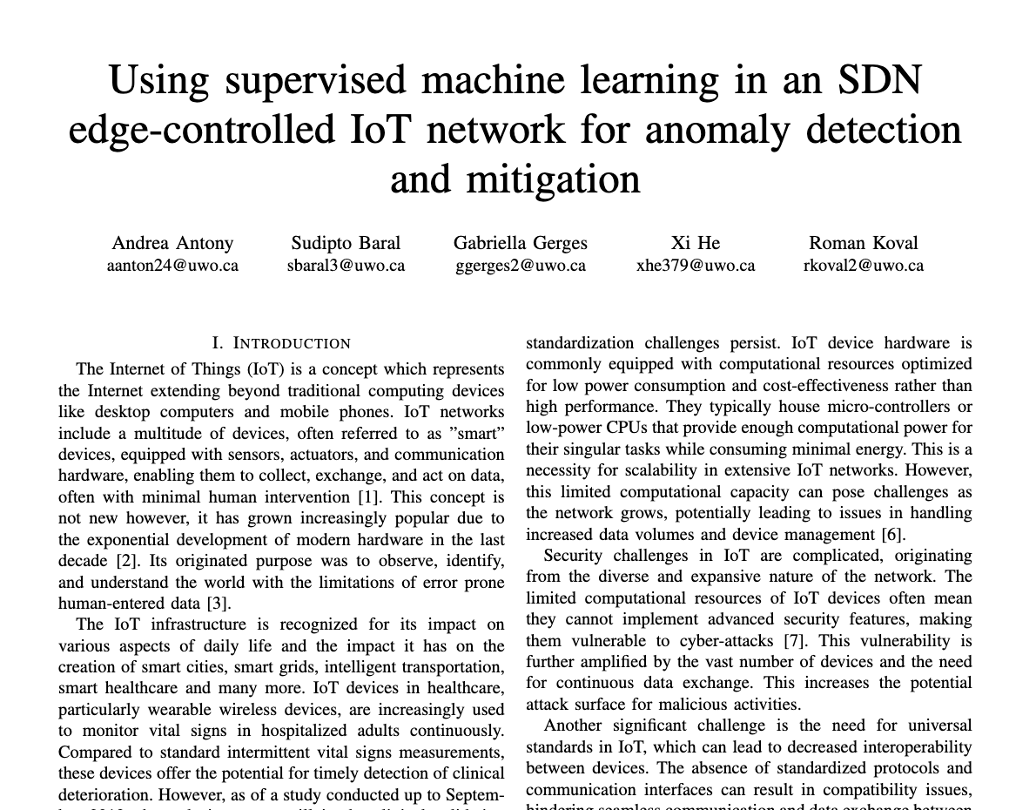 Using supervised machine learning in an SDN
edge-controlled IoT network for anomaly detection
and mitigation
Andrea Antony
aanton24@uwo.ca
Sudipto Baral
sbaral3@uwo.ca
Gabriella Gerges
ggerges2@uwo.ca
Xi He
xhe379@uwo.ca
Roman Koval
rkoval2@uwo.ca
I. INTRODUCTION
The Internet of Things (IoT) is a concept which represents
the Internet extending beyond traditional computing devices
like desktop computers and mobile phones. IoT networks
include a multitude of devices, often referred to as ”smart”
devices, equipped with sensors, actuators, and communication
hardware, enabling them to collect, exchange, and act on data,
often with minimal human intervention [1]. This concept is
not new however, it has grown increasingly popular due to
the exponential development of modern hardware in the last
decade [2]. Its originated purpose was to observe, identify,
and understand the world with the limitations of error prone
human-entered data [3].
The IoT infrastructure is recognized for its impact on
various aspects of daily life and the impact it has on the
creation of smart cities, smart grids, intelligent transportation,
smart healthcare and many more. IoT devices in healthcare,
particularly wearable wireless devices, are increasingly used
to monitor vital signs in hospitalized adults continuously.
Compared to standard intermittent vital signs measurements,
these devices offer the potential for timely detection of clinical
deterioration. However, as of a study conducted up to Septem-
standardization challenges persist. IoT device hardware is
commonly equipped with computational resources optimized
for low power consumption and cost-effectiveness rather than
high performance. They typically house micro-controllers or
low-power CPUs that provide enough computational power for
their singular tasks while consuming minimal energy. This is a
necessity for scalability in extensive IoT networks. However,
this limited computational capacity can pose challenges as
the network grows, potentially leading to issues in handling
increased data volumes and device management [6].
Security challenges in IoT are complicated, originating
from the diverse and expansive nature of the network. The
limited computational resources of IoT devices often mean
they cannot implement advanced security features, making
them vulnerable to cyber-attacks [7]. This vulnerability is
further amplified by the vast number of devices and the need
for continuous data exchange. This increases the potential
attack surface for malicious activities.
Another significant challenge is the need for universal
standards in IoT, which can lead to decreased interoperability
between devices. The absence of standardized protocols and
communication interfaces can result in compatibility issues,
hindering seamless communication and data exchange between